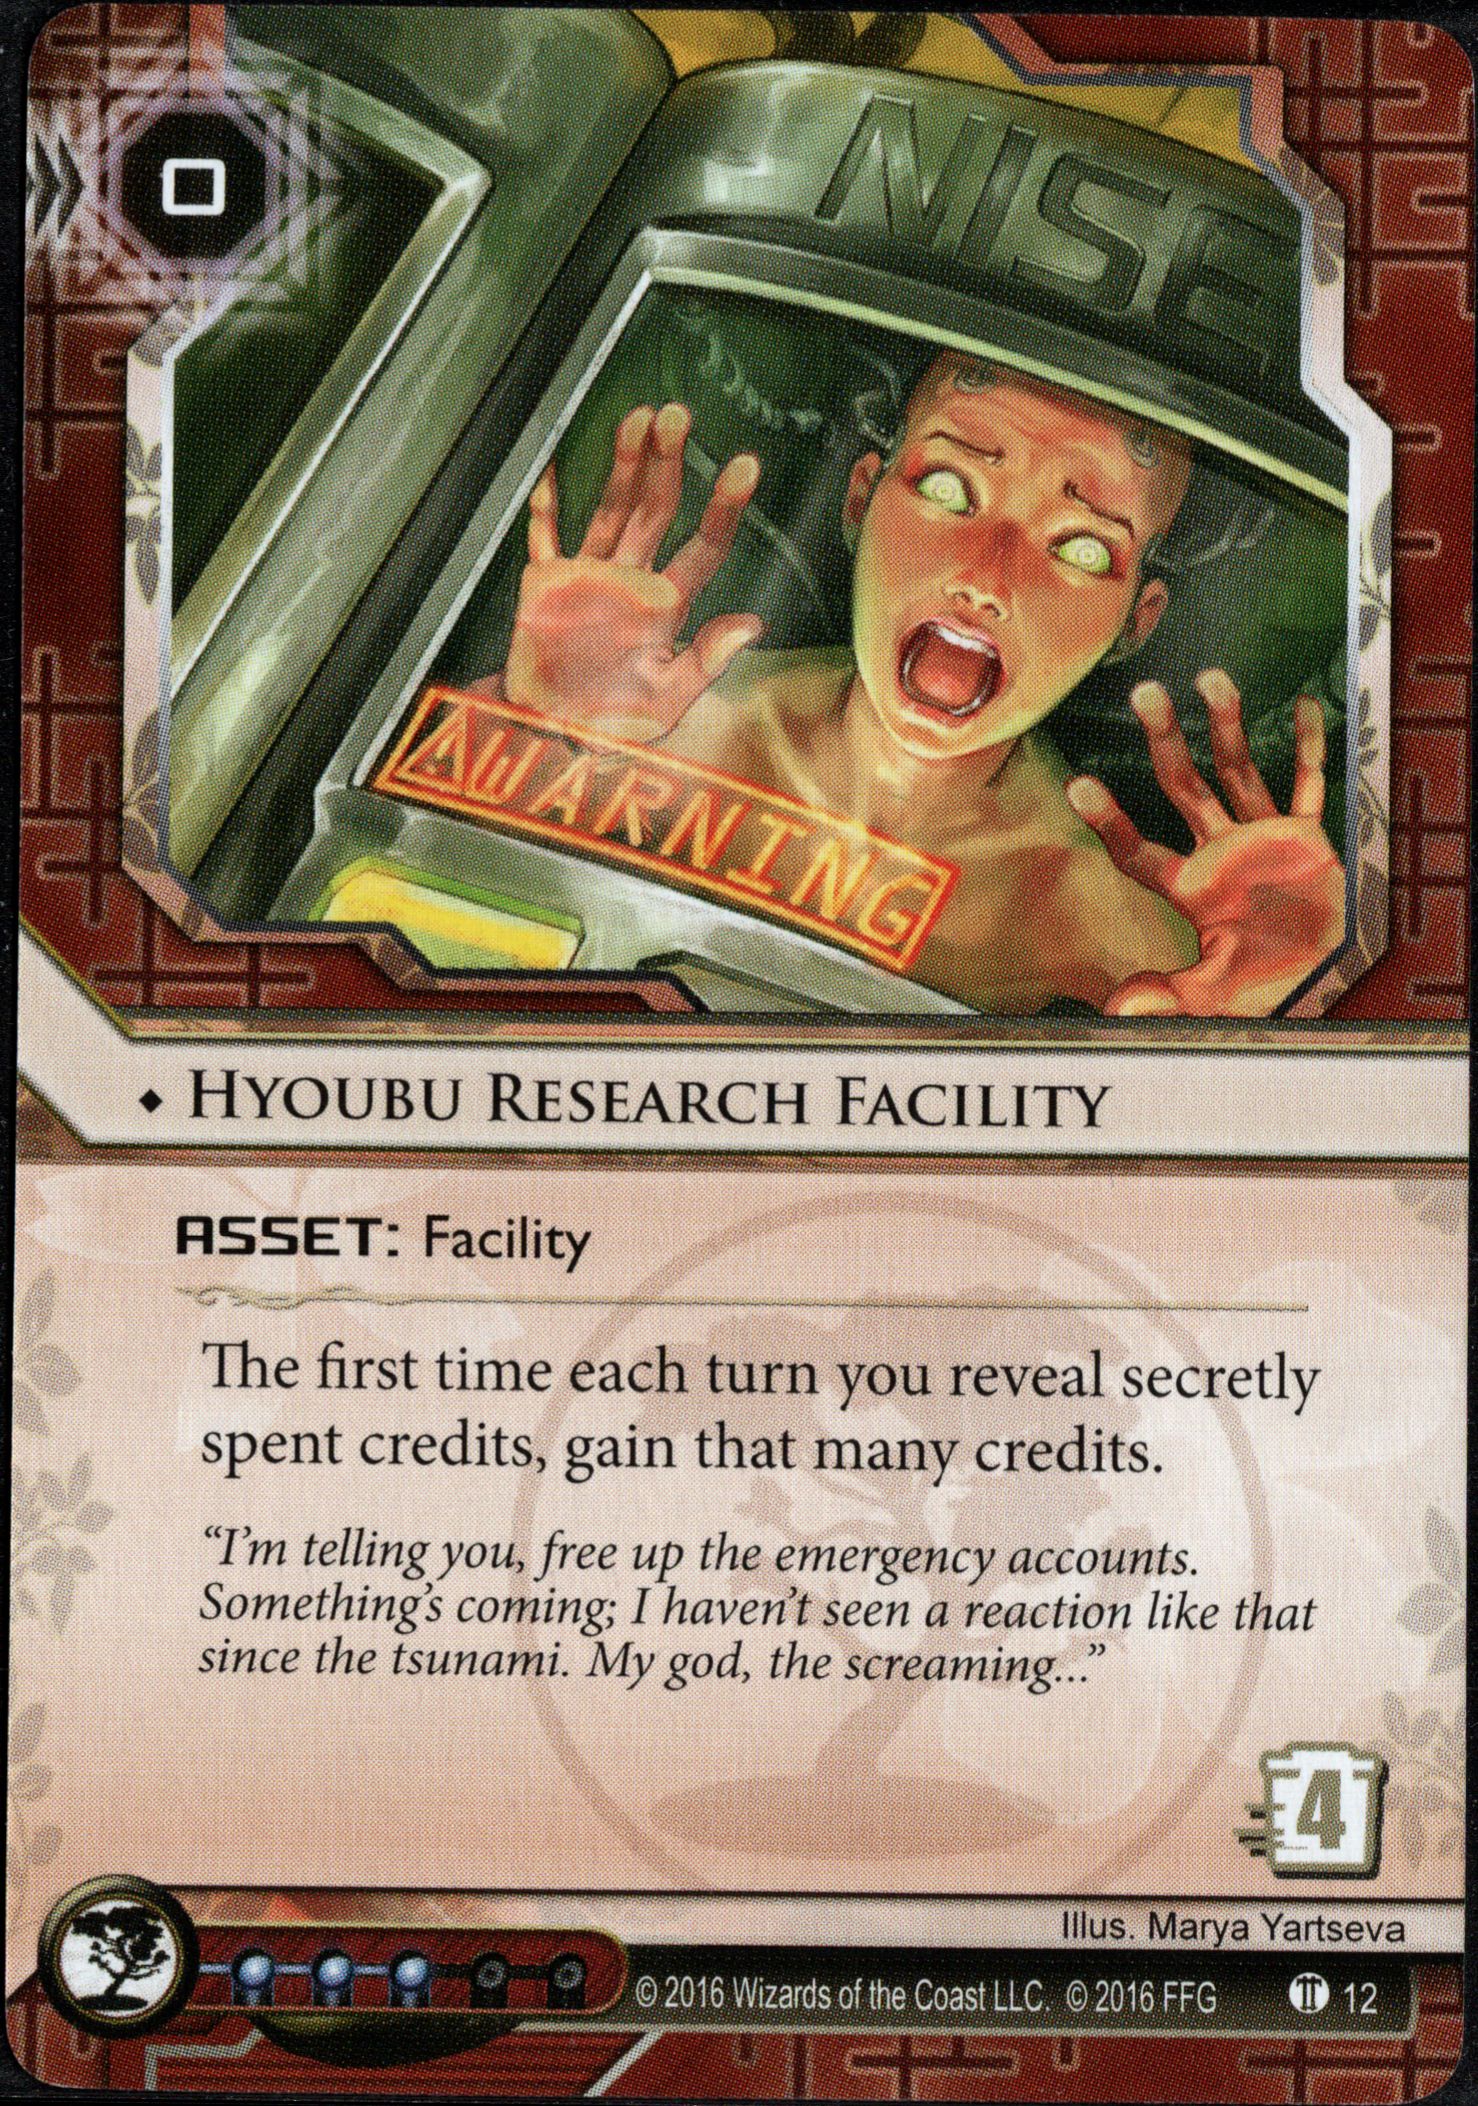 0
NISE
WARNING
◆ Hyoubu Research Facility
ASSET: Facility
The first time each turn you reveal secretly
spent credits, gain that many credits.
“I’m telling you, free up the emergency accounts.
Something’s coming; I haven’t seen a reaction like that
since the tsunami. My god, the screaming...”
4
Illus. Marya Yartseva
© 2016 Wizards of the Coast LLC. © 2016 FFG 12